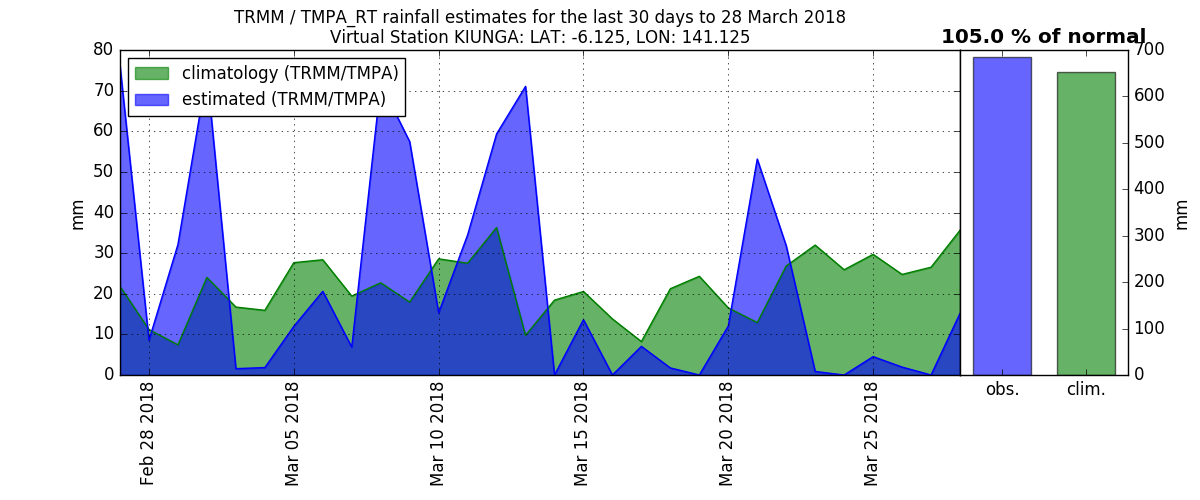 TRMM / TMPA_RT rainfall estimates for the last 30 days to 28 March 2018
Virtual Station KIUNGA: LAT: -6.125, LON: 141.125
105.0 % of normal
climatology (TRMM/TMPA)
estimated (TRMM/TMPA)
80
70
60
50
40
30
20
10
0
mm
Feb 28 2018
Mar 05 2018
Mar 10 2018
Mar 15 2018
Mar 20 2018
Mar 25 2018
obs.
clim.
700
600
500
400
300
200
100
0
mm